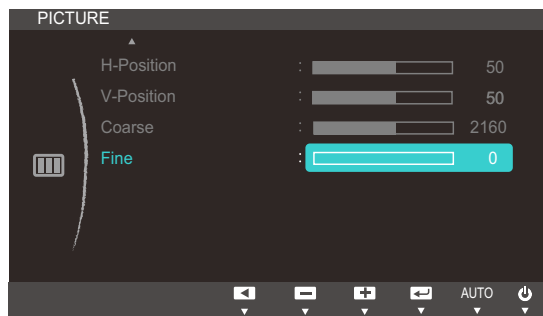 PICTURE
H-Position : 50
V-Position : 50
Coarse : 2160
Fine : 0
AUTO